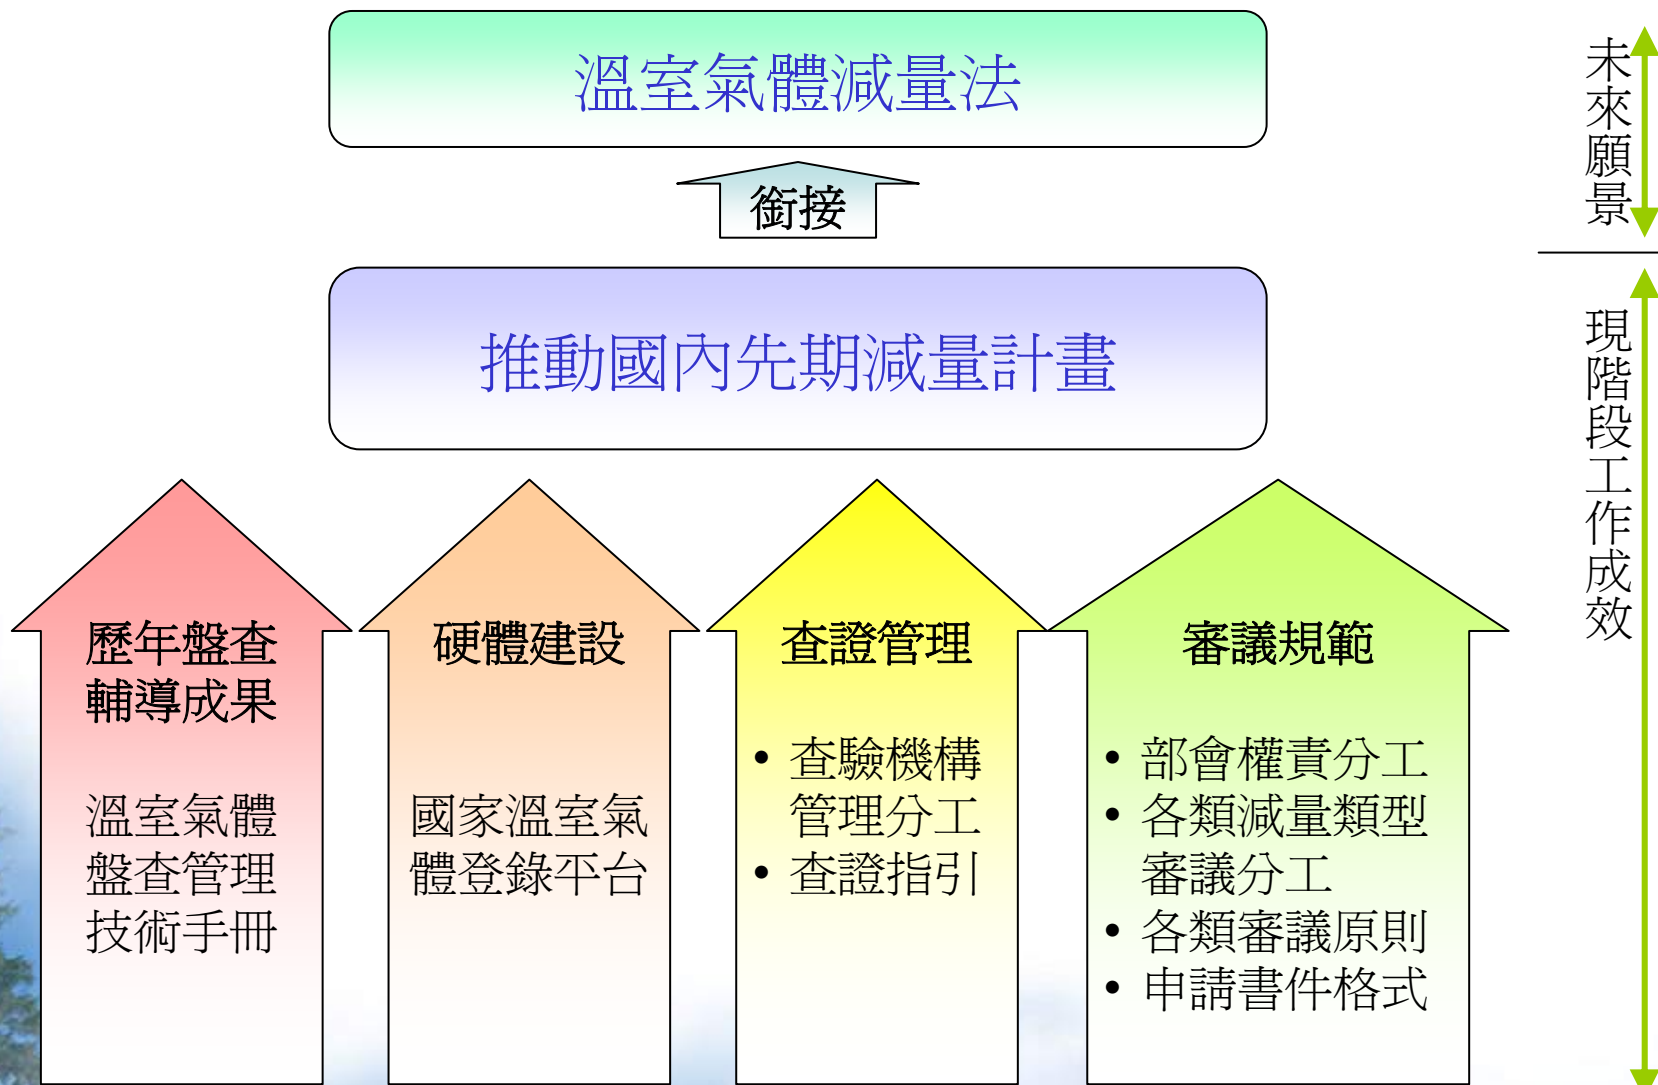 溫室氣體減量法
銜接
推動國內先期減量計畫
歷年盤查
輔導成果
溫室氣體
盤查管理
技術手冊
硬體建設
國家溫室氣
體登錄平台
查證管理
• 查驗機構
管理分工
• 查證指引
審議規範
• 部會權責分工
• 各類減量類型
審議分工
• 各類審議原則
• 申請書件格式
未來願景
現階段工作成效